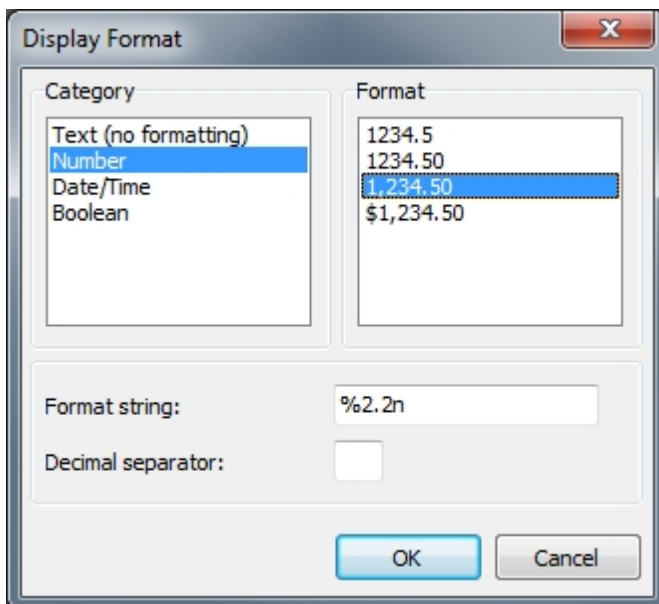 Display Format
Category
Text (no formatting)
Number
Date/Time
Boolean
Format
1234.5
1234.50
1,234.50
$1,234.50
Format string:
%2.2n
Decimal separator:
OK
Cancel